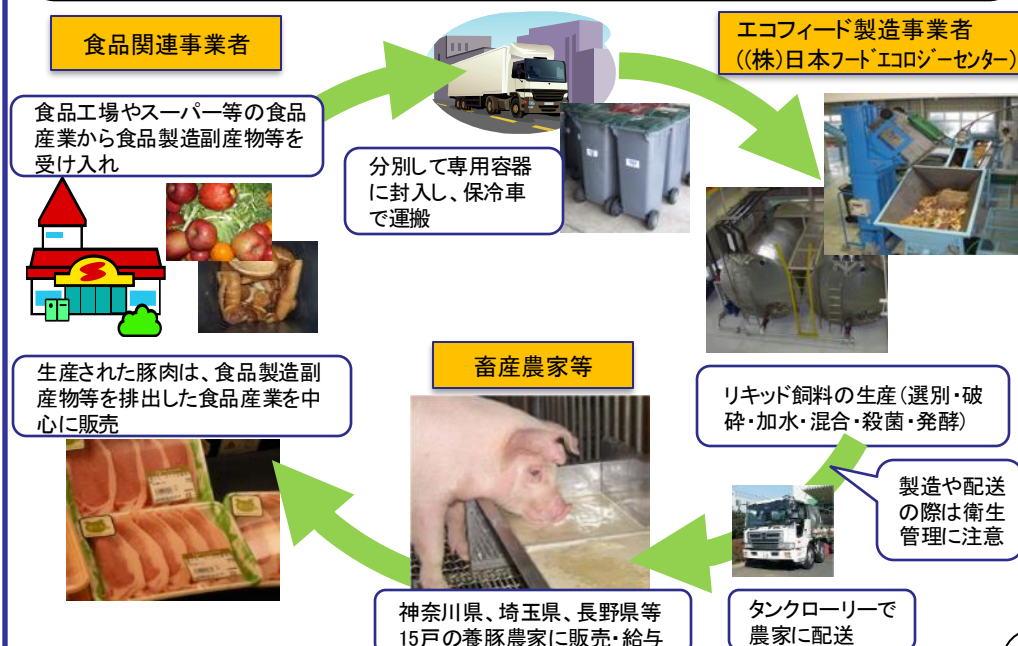 食品関連事業者
エコフィード製造事業者
((株)日本フードエコロジーセンター)
食品工場やスーパー等の食品
産業から食品製造副産物等を
受け入れ
分別して専用容器
に封入し、保冷車
で運搬
リキッド飼料の生産(選別・破
砕・加水・混合・殺菌・発酵)
製造や配送
の際は衛生
管理に注意
タンクローリーで
農家に配送
畜産農家等
神奈川県、埼玉県、長野県等
15戸の養豚農家に販売・給与
生産された豚肉は、食品製造副
産物等を排出した食品産業を中
心に販売